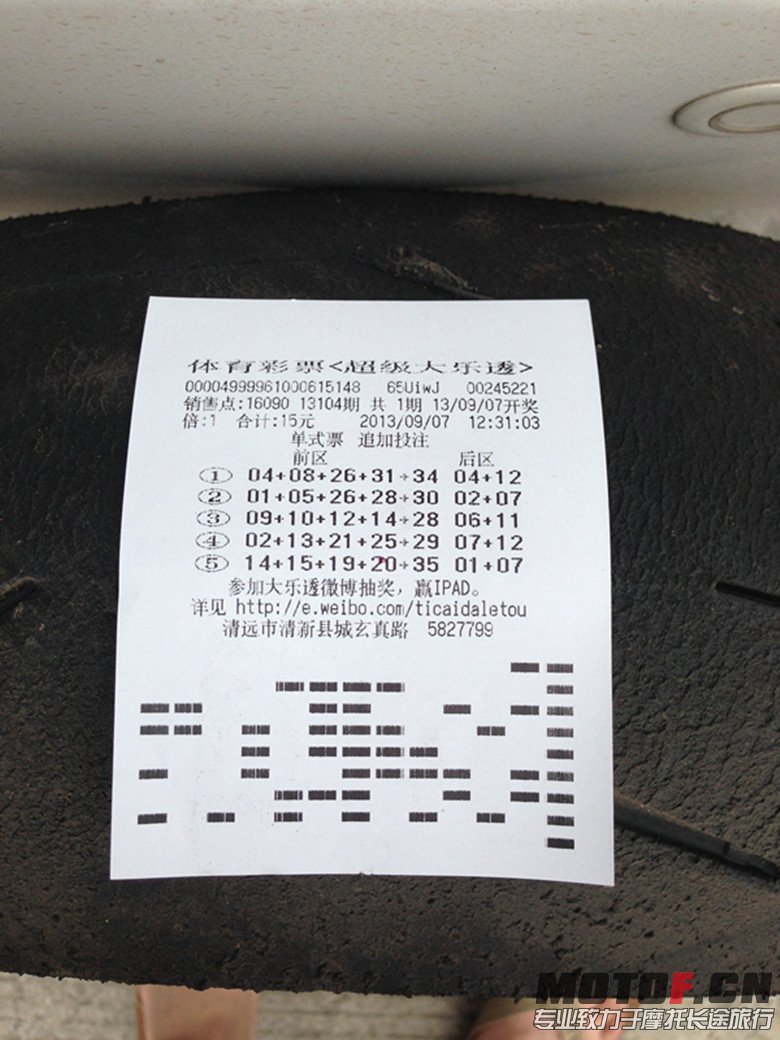 体育彩票<超级大乐透>
00004999961000615148 65UiwJ 00245221
销售点:16090 13104期 共 1期 13/09/07开奖
倍:1 合计:15元 2013/09/07 12:31:03
单式票 追加投注
前区 后区
① 04+08+26+31+34 04+12
② 01+05+26+28+30 02+07
③ 09+10+12+14+28 06+11
④ 02+13+21+25+29 07+12
⑤ 14+15+19+20+35 01+07
参加大乐透微博抽奖，赢IPAD。
详见 http://e.weibo.com/ticaidaletou
清远市清新县城玄真路 5827799
MOTOF.CN
专业致力于摩托长途旅行